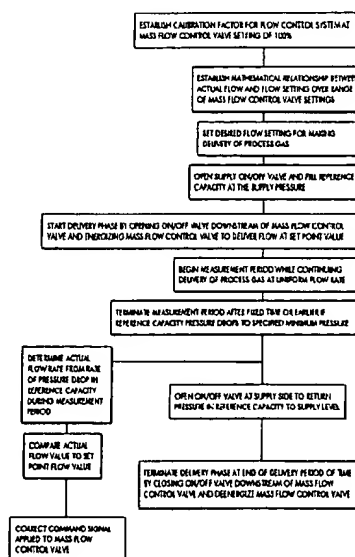 ESTABLISH CALIBRATION FACTOR FOR FLOW CONTROL SYSTEM AT
MASS FLOW CONTROL VALVE SETTING OF 100%
ESTABLISH MATHEMATICAL RELATIONSHIP BETWEEN
ACTUAL FLOW AND FLOW SETTING OVER RANGE
OF MASS FLOW CONTROL VALVE SETTINGS
SET DESIRED FLOW SETTING FOR MAKING
DELIVERY OF PROCESS GAS
OPEN SUPPLY ON/OFF VALVE AND FILL REFERENCE
CAPACITY AT THE SUPPLY PRESSURE
START DELIVERY PHASE BY OPENING ON/OFF VALVE DOWNSTREAM OF MASS FLOW CONTROL
VALVE AND ENERGIZING MASS FLOW CONTROL VALVE TO DELIVER FLOW AT SET POINT VALUE
BEGIN MEASUREMENT PERIOD WHILE CONTINUING
DELIVERY OF PROCESS GAS AT UNIFORM FLOW RATE
TERMINATE MEASUREMENT PERIOD AFTER FIXED TIME OR EARLIER IF
REFERENCE CAPACITY PRESSURE DROPS TO SPECIFIED MINIMUM PRESSURE
DETERMINE ACTUAL
FLOW RATE FROM RATE
OF PRESSURE DROP IN
REFERENCE CAPACITY
DURING MEASUREMENT
PERIOD
OPEN ON/OFF VALVE AT SUPPLY SIDE TO RETURN
PRESSURE IN REFERENCE CAPACITY TO SUPPLY LEVEL
COMPARE ACTUAL
FLOW VALUE TO SET
POINT FLOW VALUE
TERMINATE DELIVERY PHASE AT END OF DELIVERY PERIOD OF TIME
BY CLOSING ON/OFF VALVE DOWNSTREAM OF MASS FLOW
CONTROL VALVE AND DEENERGIZE MASS FLOW CONTROL VALVE
CORRECT COMMAND SIGNAL
APPLIED TO MASS FLOW
CONTROL VALVE